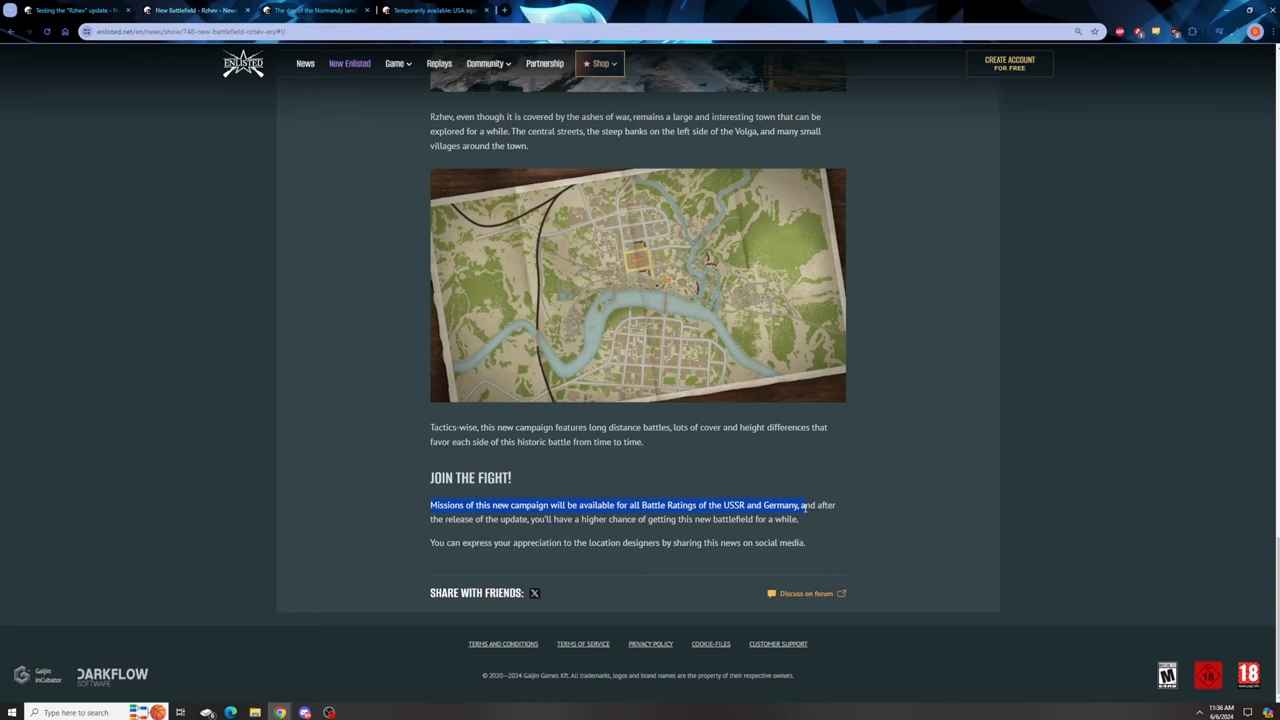 Testing the "Rzhev" update - N
New Battlefield - Rzhev - News
The day of the Normandy land
Temporarily available: USA squ
enlisted.net/en/news/show/746-new-battlefield-rzhev-en/#!/
ENLISTED
News
New Enlisted
Game
Replays
Community
Partnership
Shop
CREATE ACCOUNT
FOR FREE
Rzhev, even though it is covered by the ashes of war, remains a large and interesting town that can be
explored for a while. The central streets, the steep banks on the left side of the Volga, and many small
villages around the town.
Tactics-wise, this new campaign features long distance battles, lots of cover and height differences that
favor each side of this historic battle from time to time.
JOIN THE FIGHT!
Missions of this new campaign will be available for all Battle Ratings of the USSR and Germany, and after
the release of the update, you'll have a higher chance of getting this new battlefield for a while.
You can express your appreciation to the location designers by sharing this news on social media.
SHARE WITH FRIENDS:
Discuss on forum
TERMS AND CONDITIONS
TERMS OF SERVICE
PRIVACY POLICY
COOKIE-FILES
CUSTOMER SUPPORT
Gaijin
InCubator
DARKFLOW
SOFTWARE
© 2020—2024 Gaijin Games Kft. All trademarks, logos and brand names are the property of their respective owners.
M
18
18
Type here to search
11:36 AM
6/6/2024